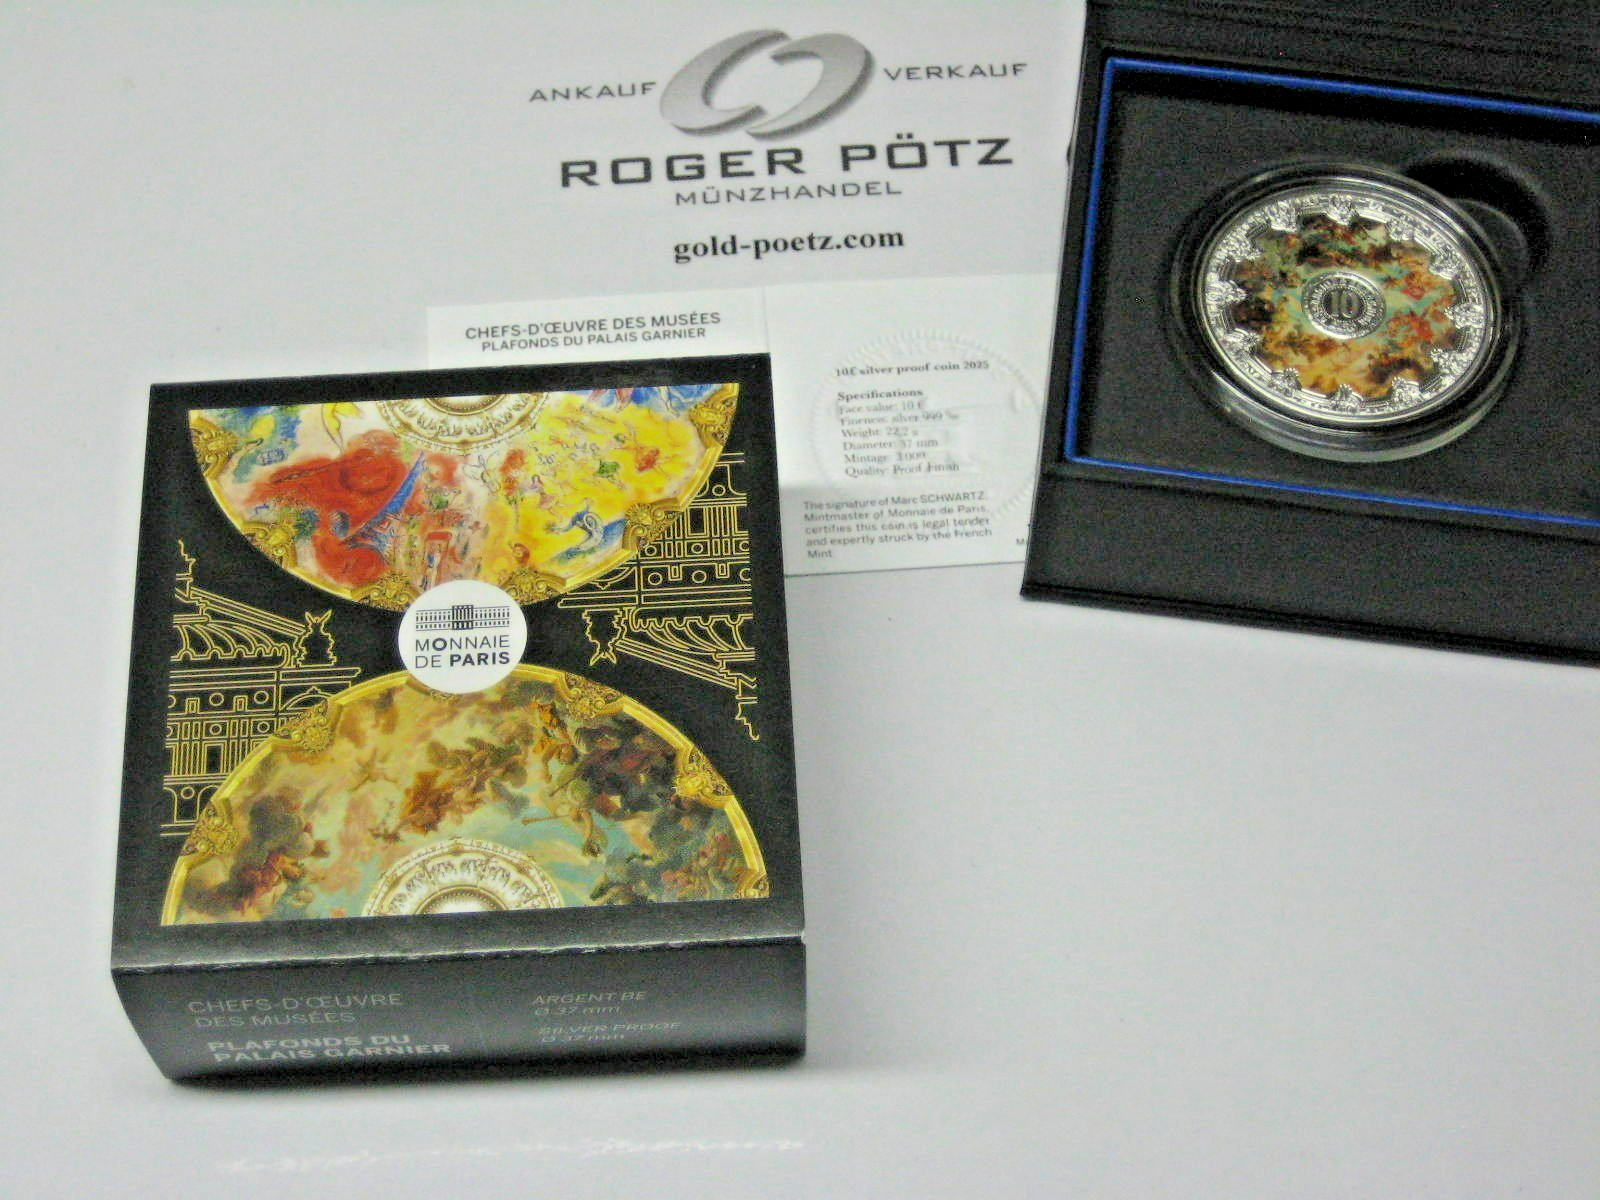 ANKAUF VERKAUF
ROGER PÖTZ
MÜNZHANDEL
gold-poetz.com
CHEFS-D'ŒUVRE DES MUSÉES
PLAFONDS DU PALAIS GARNIER
10€ silver proof coin 2025
Specifications
Face value: 10 €
Fineness: silver 999 ‰
Weight: 22,2 g
Diameter: 37 mm
Mintage: 3 000
Quality: Proof Finish
The signature of Marc SCHWARTZ,
Mintmaster of Monnaie de Paris,
certifies this coin is legal tender
and expertly struck by the French
Mint.
10
MONNAIE
DE PARIS
CHEFS-D'ŒUVRE
DES MUSÉES
PLAFONDS DU
PALAIS GARNIER
ARGENT BE
Ø 37 mm
SILVER PROOF
Ø 37 mm